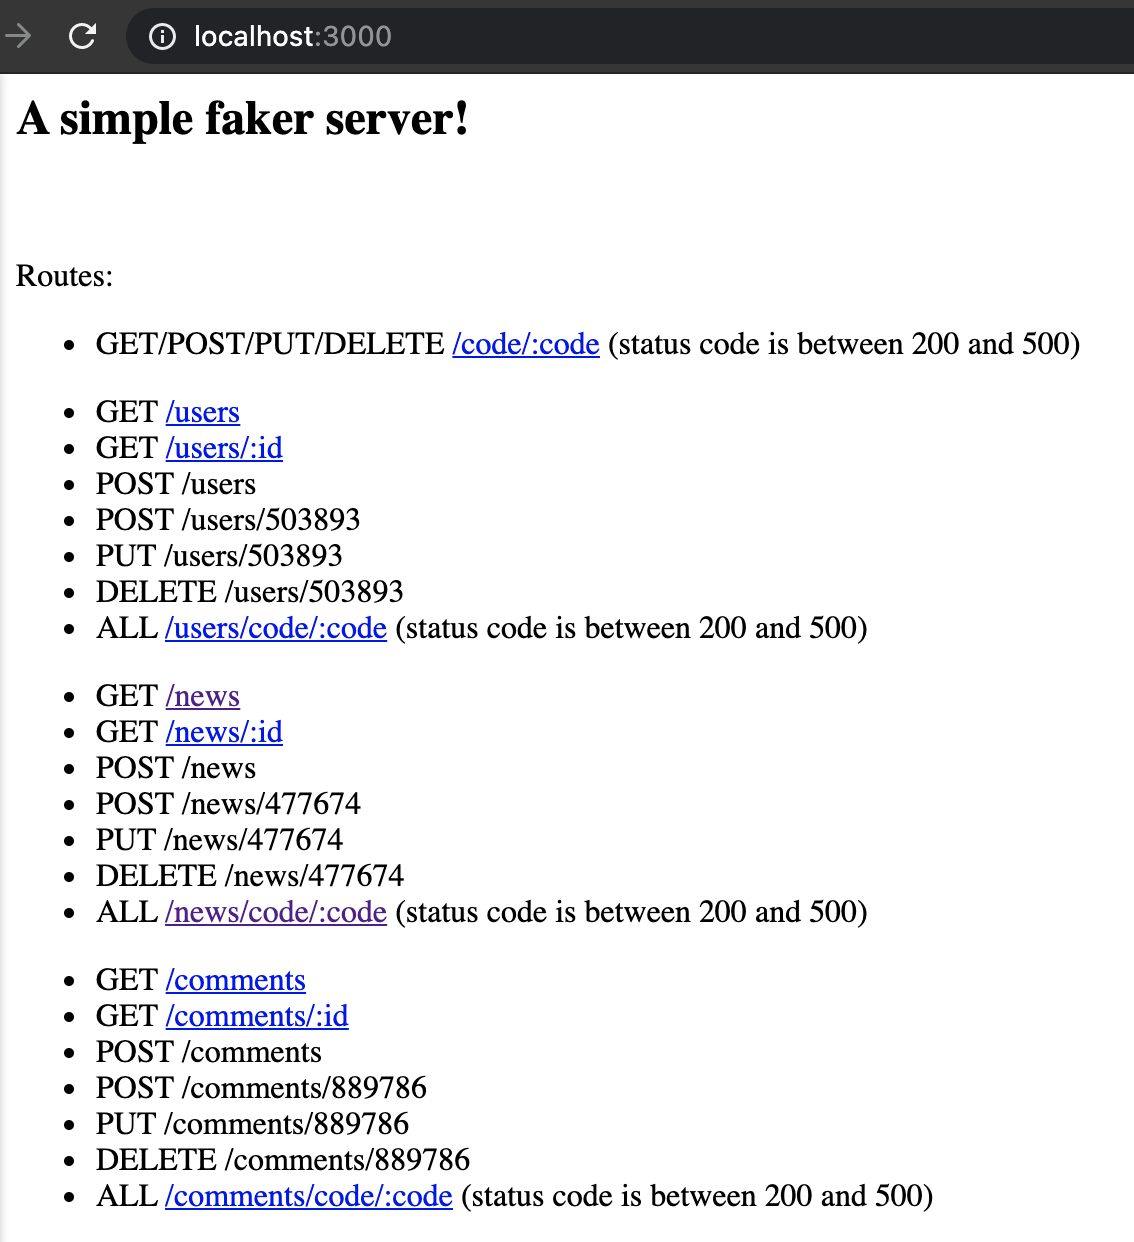 localhost:3000
A simple faker server!
Routes:
• GET/POST/PUT/DELETE /code/:code (status code is between 200 and 500)
• GET /users
• GET /users/:id
• POST /users
• POST /users/503893
• PUT /users/503893
• DELETE /users/503893
• ALL /users/code/:code (status code is between 200 and 500)
• GET /news
• GET /news/:id
• POST /news
• POST /news/477674
• PUT /news/477674
• DELETE /news/477674
• ALL /news/code/:code (status code is between 200 and 500)
• GET /comments
• GET /comments/:id
• POST /comments
• POST /comments/889786
• PUT /comments/889786
• DELETE /comments/889786
• ALL /comments/code/:code (status code is between 200 and 500)